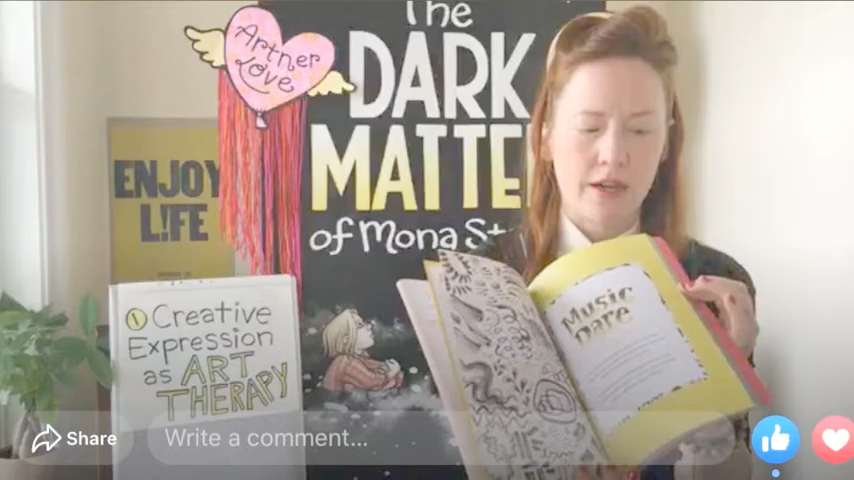 The
DARK
MATTE
of Mona St
Artner
Love
ENJOY
L!FE
① Creative
Expression
as ART
THERAPY
Music
Dare
Share
Write a comment...